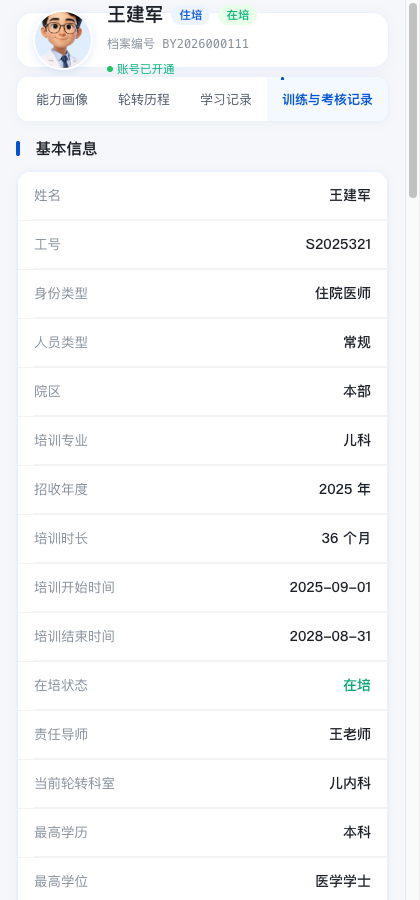 王建军 住培 在培
档案编号 BY2026000111
账号已开通
能力画像 轮转历程 学习记录 训练与考核记录
基本信息
姓名 王建军
工号 S2025321
身份类型 住院医师
人员类型 常规
院区 本部
培训专业 儿科
招收年度 2025 年
培训时长 36 个月
培训开始时间 2025-09-01
培训结束时间 2028-08-31
在培状态 在培
责任导师 王老师
当前轮转科室 儿内科
最高学历 本科
最高学位 医学学士